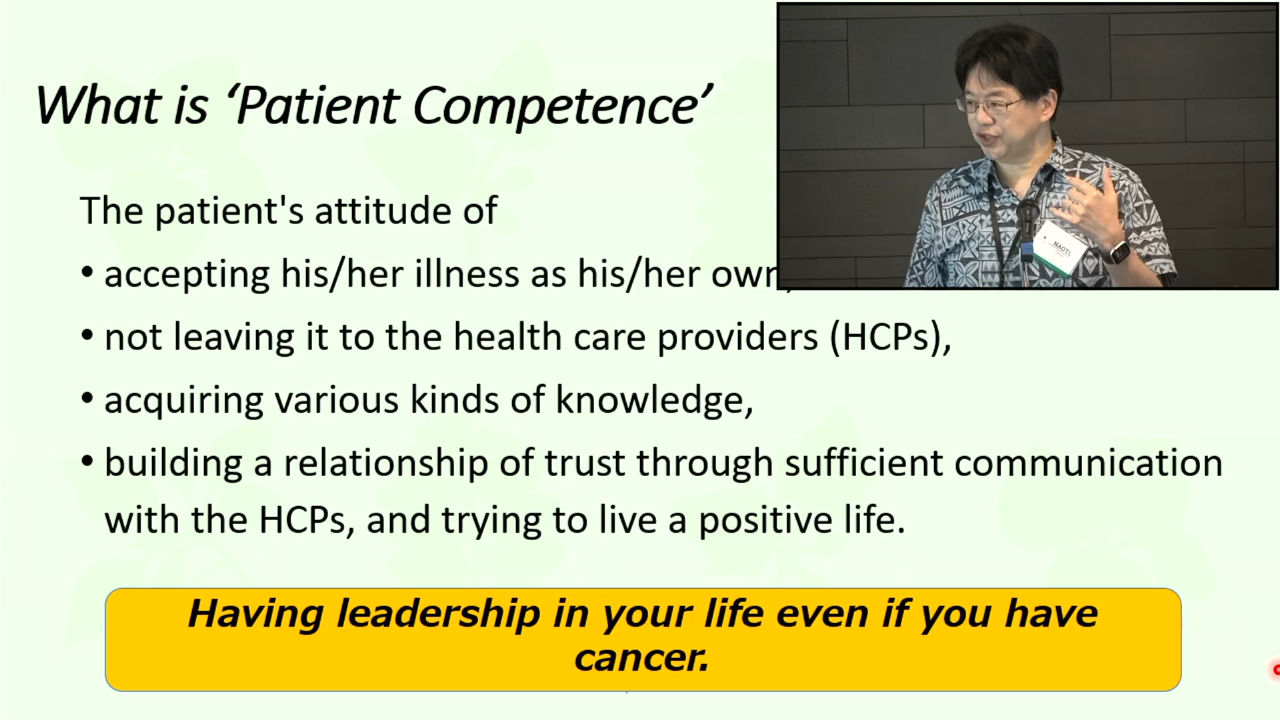 What is ‘Patient Competence’
The patient's attitude of
• accepting his/her illness as his/her own,
• not leaving it to the health care providers (HCPs),
• acquiring various kinds of knowledge,
• building a relationship of trust through sufficient communication
with the HCPs, and trying to live a positive life.
Having leadership in your life even if you have
cancer.